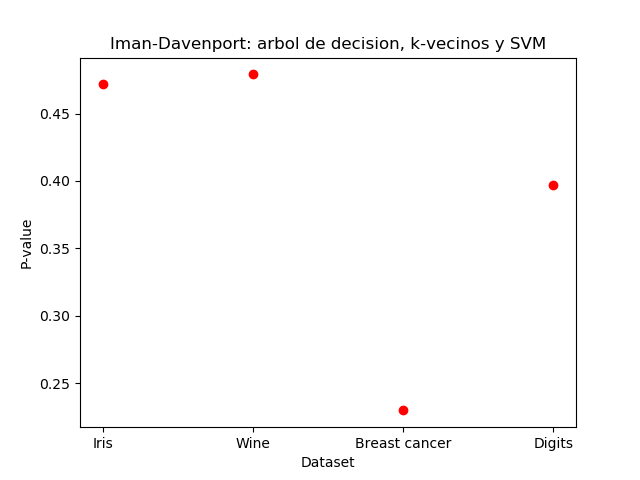 Iman-Davenport: arbol de decision, k-vecinos y SVM
0.45
0.40
0.35
0.30
0.25
P-value
Iris Wine Breast cancer Digits
Dataset